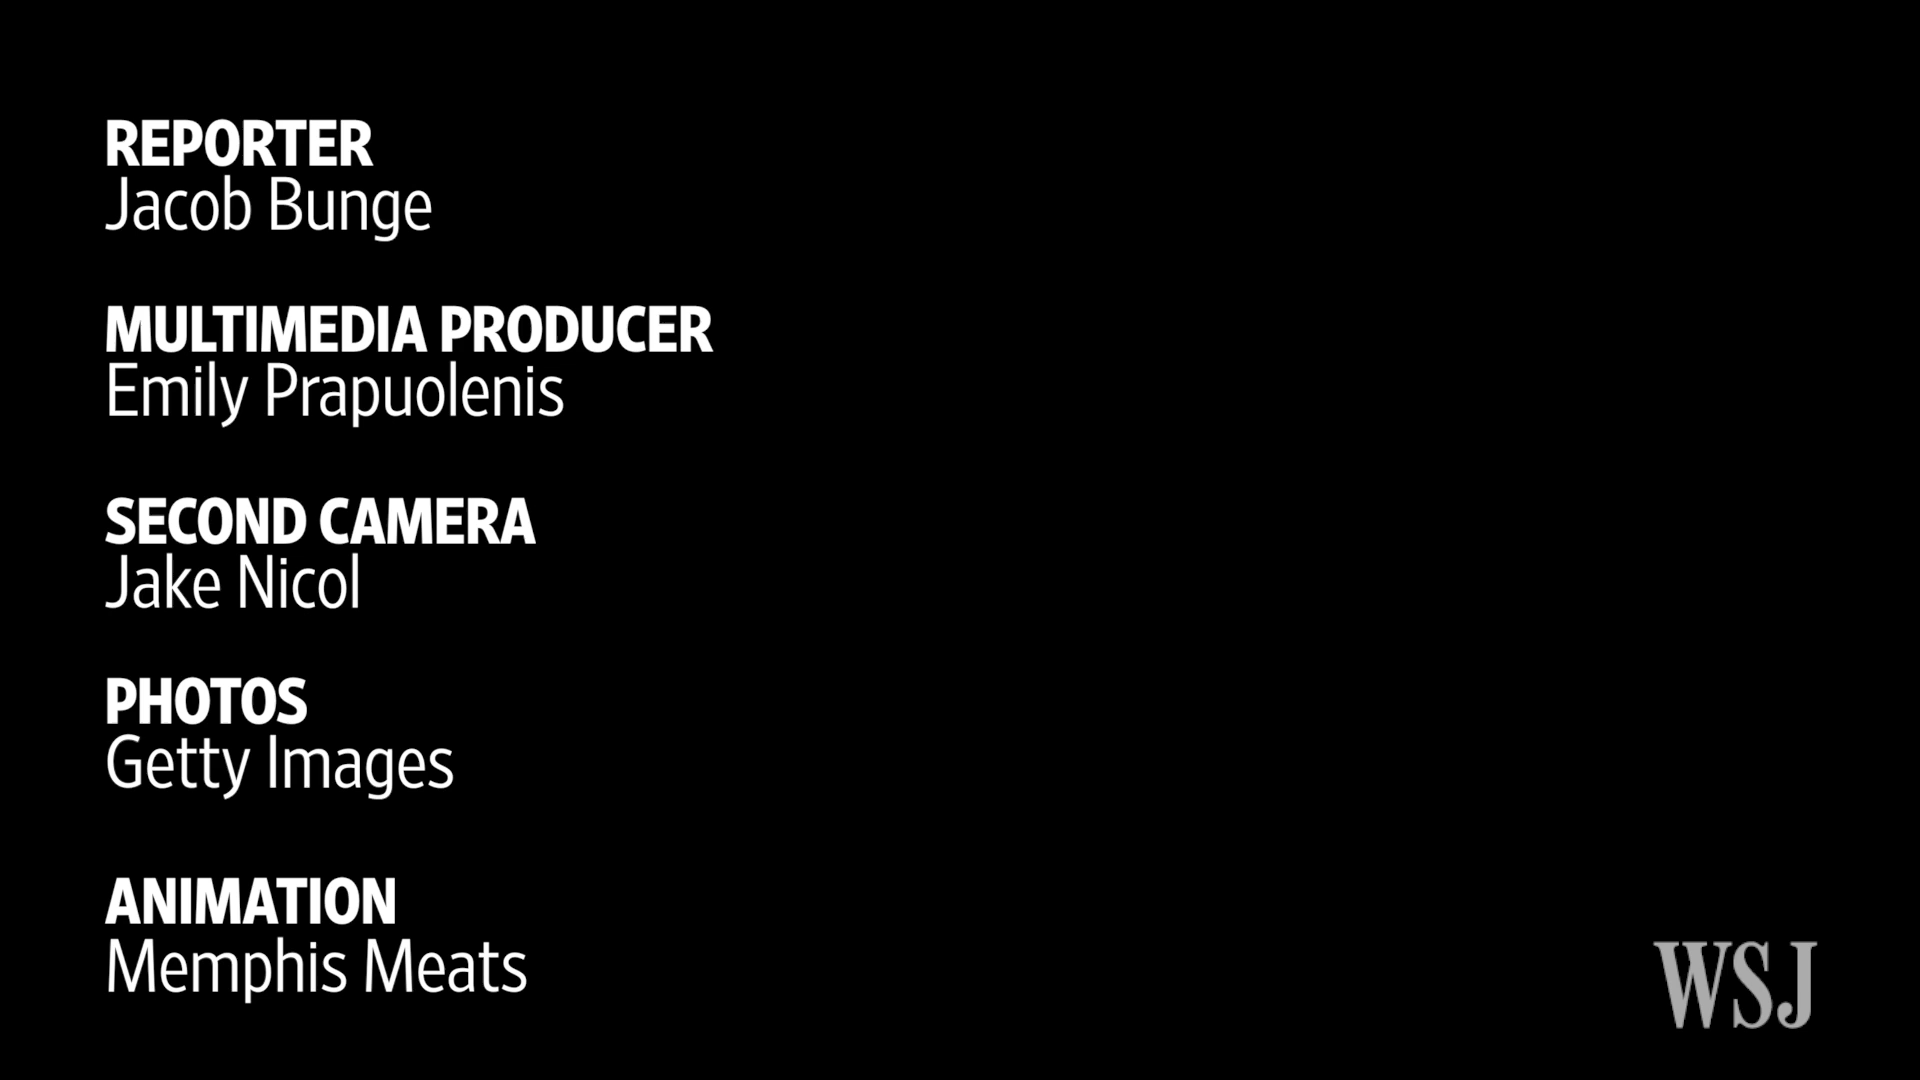 REPORTER
Jacob Bunge
MULTIMEDIA PRODUCER
Emily Prapuolenis
SECOND CAMERA
Jake Nicol
PHOTOS
Getty Images
ANIMATION
Memphis Meats
WSJ